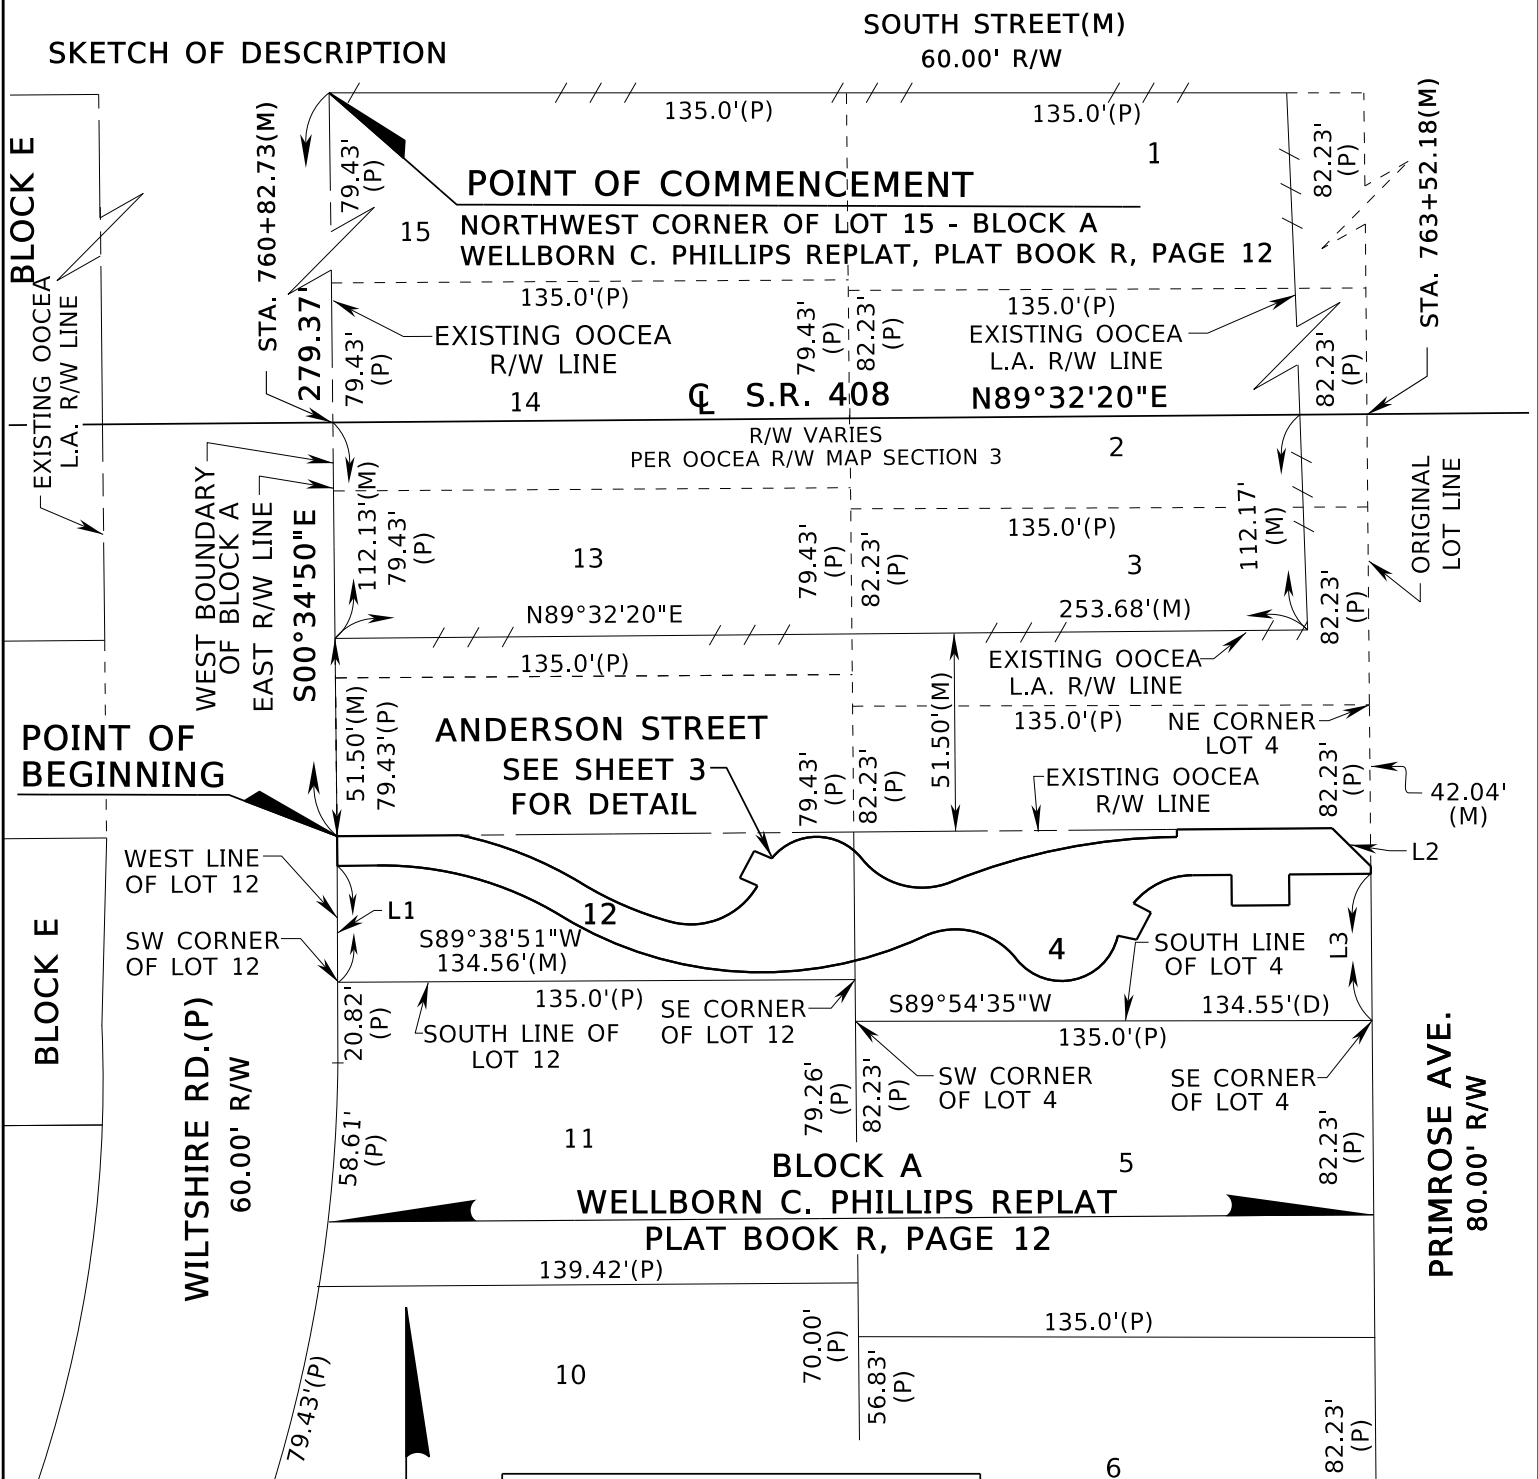 SOUTH STREET(M)
60.00' R/W
SKETCH OF DESCRIPTION
135.0'(P)
135.0'(P)
1
82.23'
(P)
79.43'
(P)
STA. 760+82.73(M)
STA. 763+52.18(M)
BLOCK E
POINT OF COMMENCEMENT
15
NORTHWEST CORNER OF LOT 15 - BLOCK A
WELLBORN C. PHILLIPS REPLAT, PLAT BOOK R, PAGE 12
EXISTING OOCEA
L.A. R/W LINE
279.37'
135.0'(P)
135.0'(P)
EXISTING OOCEA
R/W LINE
79.43'
(P)
79.43'
(P)
82.23'
(P)
EXISTING OOCEA
L.A. R/W LINE
82.23'
(P)
14
℄ S.R. 408
N89°32'20"E
R/W VARIES
PER OOCEA R/W MAP SECTION 3
2
WEST BOUNDARY
OF BLOCK A
EAST R/W LINE
S00°34'50"E
112.13'(M)
79.43'
(P)
13
79.43'
(P)
82.23'
(P)
135.0'(P)
3
112.17'
(M)
82.23'
(P)
ORIGINAL
LOT LINE
N89°32'20"E
253.68'(M)
135.0'(P)
EXISTING OOCEA
L.A. R/W LINE
51.50'(M)
79.43'(P)
ANDERSON STREET
SEE SHEET 3
FOR DETAIL
79.43'
(P)
82.23'
(P)
51.50'(M)
135.0'(P)
NE CORNER
LOT 4
EXISTING OOCEA
R/W LINE
82.23'
(P)
42.04'
(M)
POINT OF
BEGINNING
L2
WEST LINE
OF LOT 12
L1
12
SW CORNER
OF LOT 12
S89°38'51"W
134.56'(M)
4
SOUTH LINE
OF LOT 4
L3
BLOCK E
135.0'(P)
SE CORNER
OF LOT 12
S89°54'35"W
134.55'(D)
20.82'
(P)
SOUTH LINE OF
LOT 12
135.0'(P)
WILTSHIRE RD.(P)
60.00' R/W
79.26'
(P)
82.23'
(P)
SW CORNER
OF LOT 4
SE CORNER
OF LOT 4
58.61'
(P)
11
5
82.23'
(P)
PRIMROSE AVE.
80.00' R/W
BLOCK A
WELLBORN C. PHILLIPS REPLAT
PLAT BOOK R, PAGE 12
139.42'(P)
135.0'(P)
70.00'
(P)
10
56.83'
(P)
79.43'(P)
82.23'
(P)
6